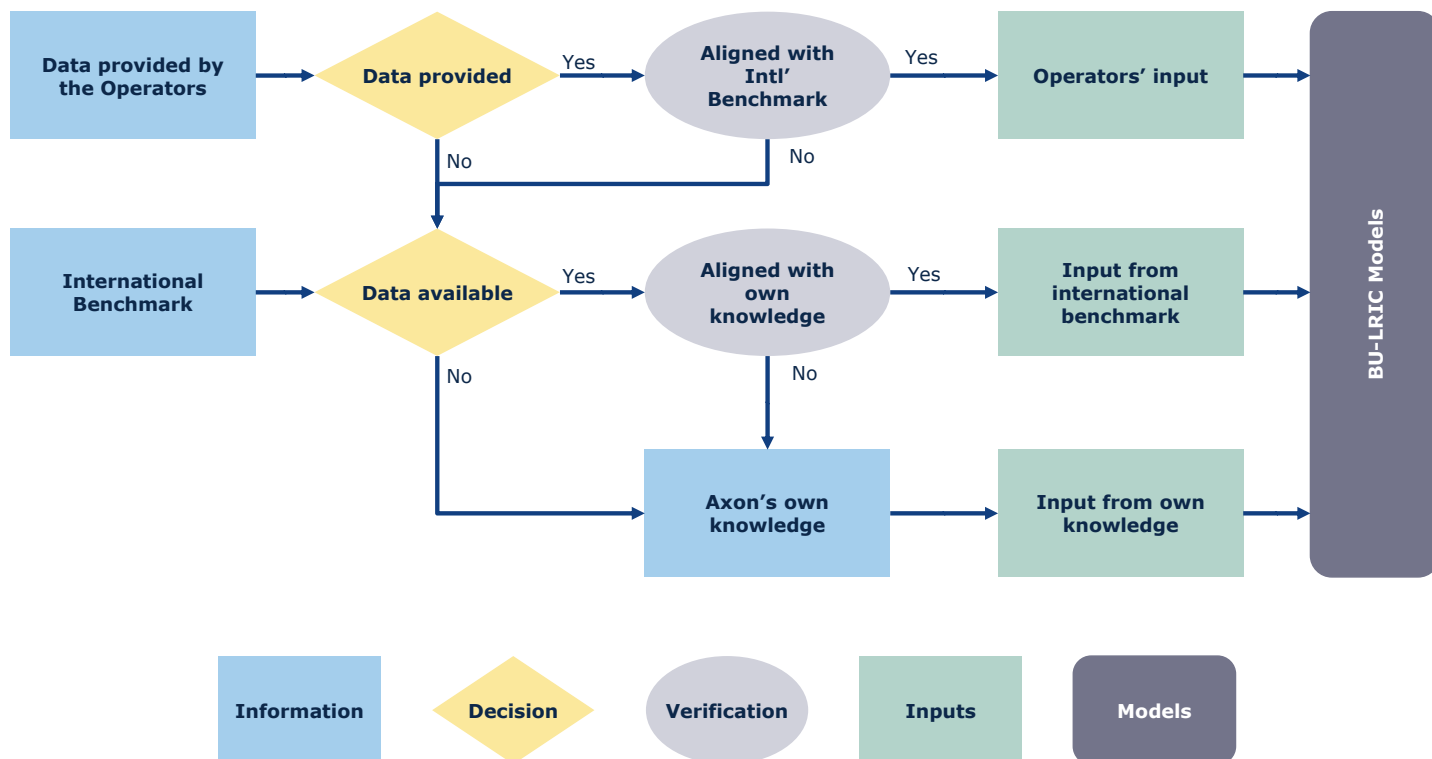 Data provided by
the Operators
Data provided
Yes
Aligned with
Intl’
Benchmark
Yes
Operators’ input
No
No
International
Benchmark
Data available
Yes
Aligned with
own
knowledge
Yes
Input from
international
benchmark
BU-LRIC Models
No
No
Axon’s own
knowledge
Input from own
knowledge
Information
Decision
Verification
Inputs
Models